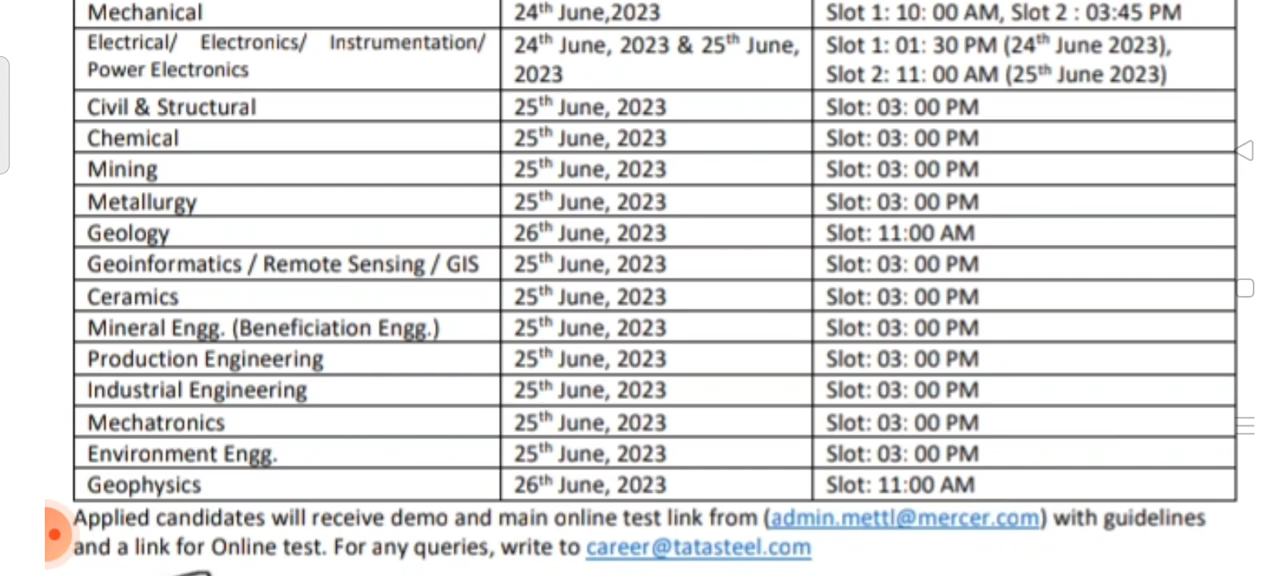 Mechanical 24th June,2023 Slot 1: 10: 00 AM, Slot 2 : 03:45 PM
Electrical/ Electronics/ Instrumentation/ 24th June, 2023 & 25th June, Slot 1: 01: 30 PM (24th June 2023),
Power Electronics 2023 Slot 2: 11: 00 AM (25th June 2023)
Civil & Structural 25th June, 2023 Slot: 03: 00 PM
Chemical 25th June, 2023 Slot: 03: 00 PM
Mining 25th June, 2023 Slot: 03: 00 PM
Metallurgy 25th June, 2023 Slot: 03: 00 PM
Geology 26th June, 2023 Slot: 11:00 AM
Geoinformatics / Remote Sensing / GIS 25th June, 2023 Slot: 03: 00 PM
Ceramics 25th June, 2023 Slot: 03: 00 PM
Mineral Engg. (Beneficiation Engg.) 25th June, 2023 Slot: 03: 00 PM
Production Engineering 25th June, 2023 Slot: 03: 00 PM
Industrial Engineering 25th June, 2023 Slot: 03: 00 PM
Mechatronics 25th June, 2023 Slot: 03: 00 PM
Environment Engg. 25th June, 2023 Slot: 03: 00 PM
Geophysics 26th June, 2023 Slot: 11:00 AM
Applied candidates will receive demo and main online test link from (admin.mettl@mercer.com) with guidelines
and a link for Online test. For any queries, write to career@tatasteel.com